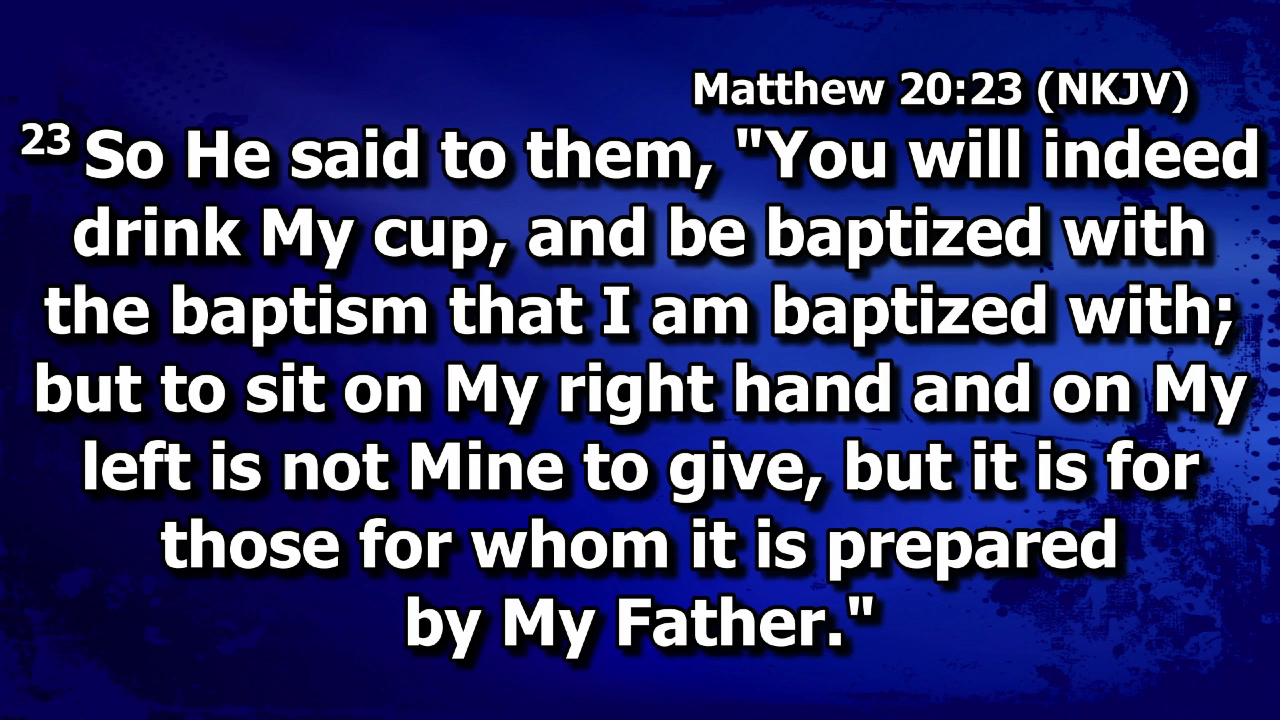 Matthew 20:23 (NKJV)
23 So He said to them, "You will indeed
drink My cup, and be baptized with
the baptism that I am baptized with;
but to sit on My right hand and on My
left is not Mine to give, but it is for
those for whom it is prepared
by My Father."